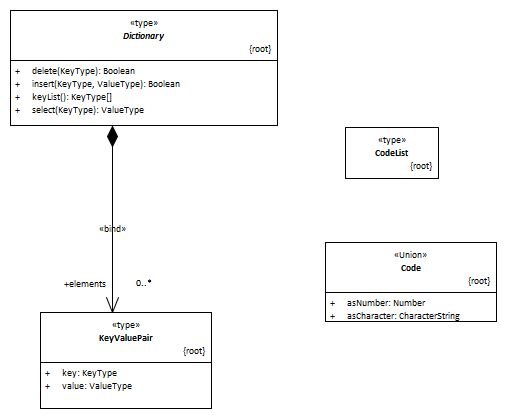 «type»
Dictionary
{root}
+ delete(KeyType): Boolean
+ insert(KeyType, ValueType): Boolean
+ keyList(): KeyType[]
+ select(KeyType): ValueType
«type»
CodeList
{root}
«bind»
«Union»
Code
{root}
+ asNumber: Number
+ asCharacter: CharacterString
+elements 0..*
«type»
KeyValuePair
{root}
+ key: KeyType
+ value: ValueType